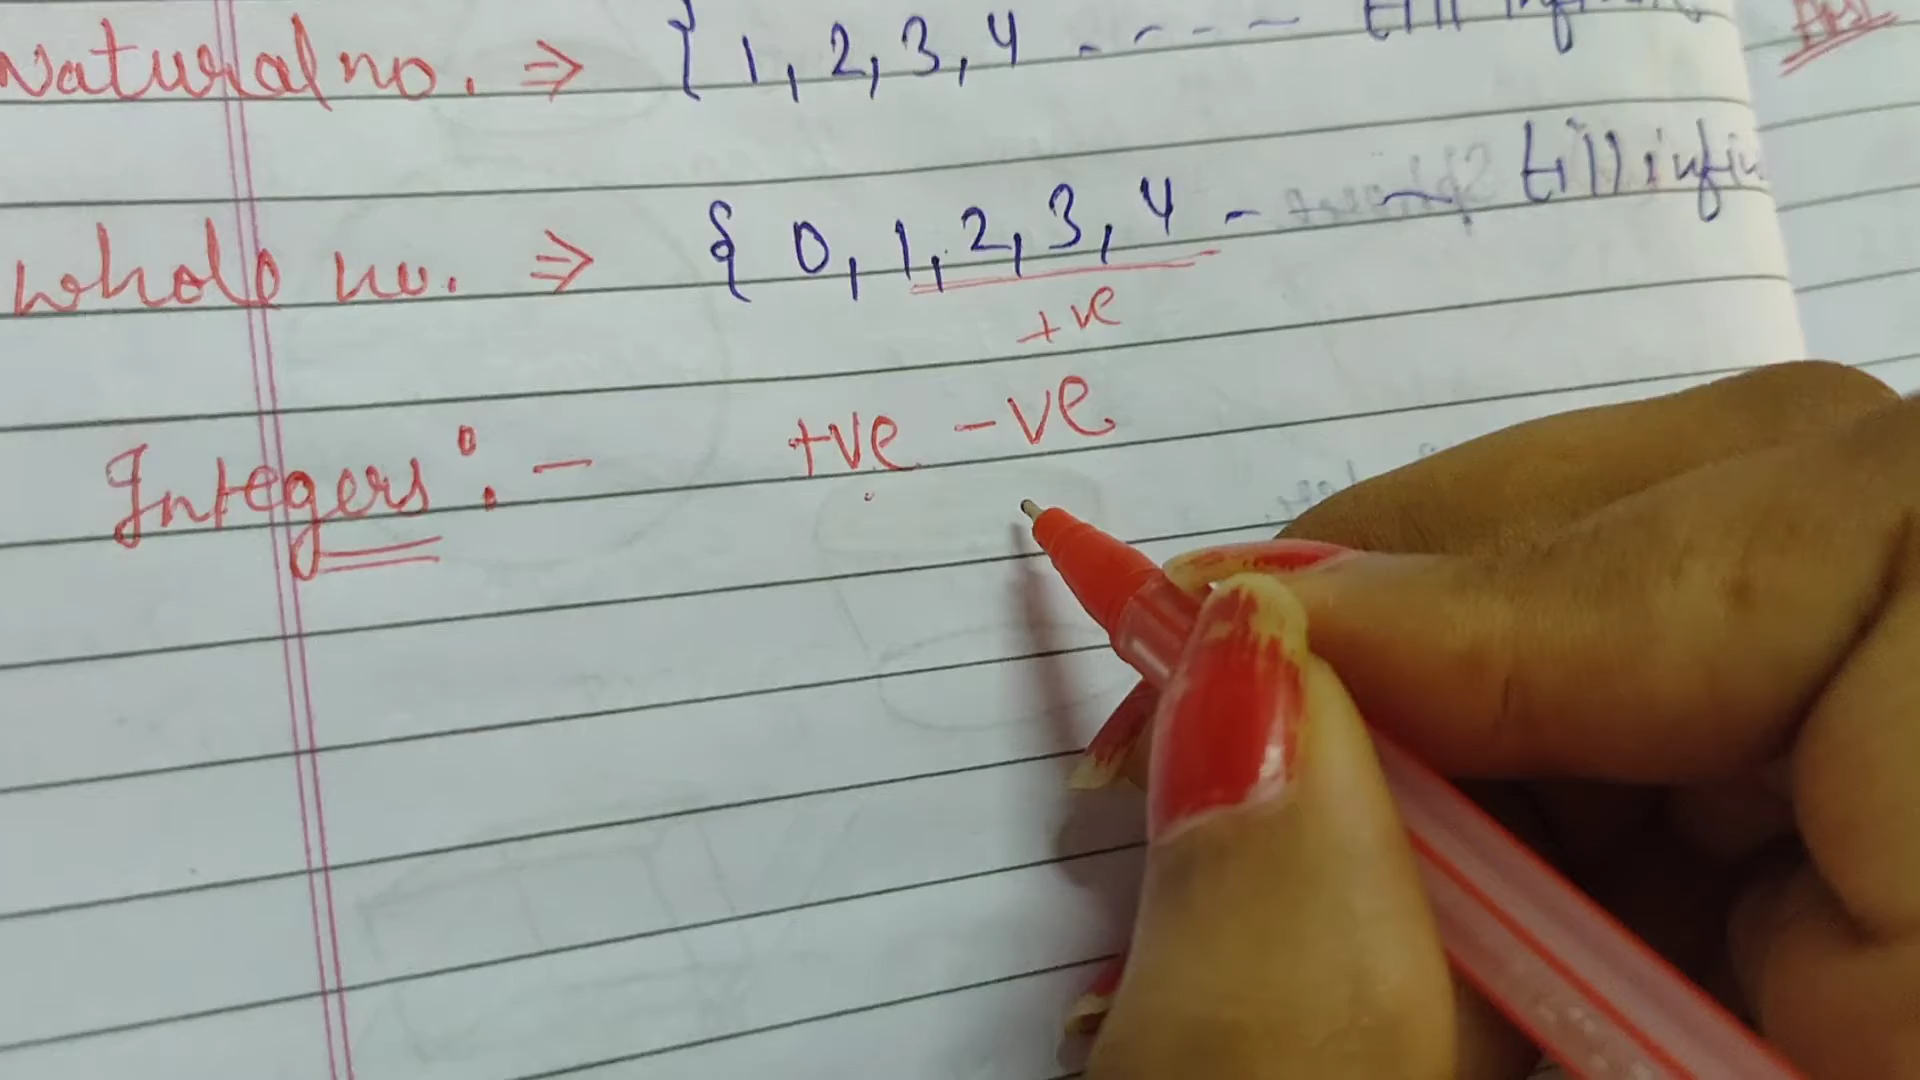 Natural no. ⇒ { 1, 2, 3, 4 - - - - till
whole no. ⇒ { 0, 1, 2, 3, 4 - - till infin
+ve
Integers :- +ve -ve